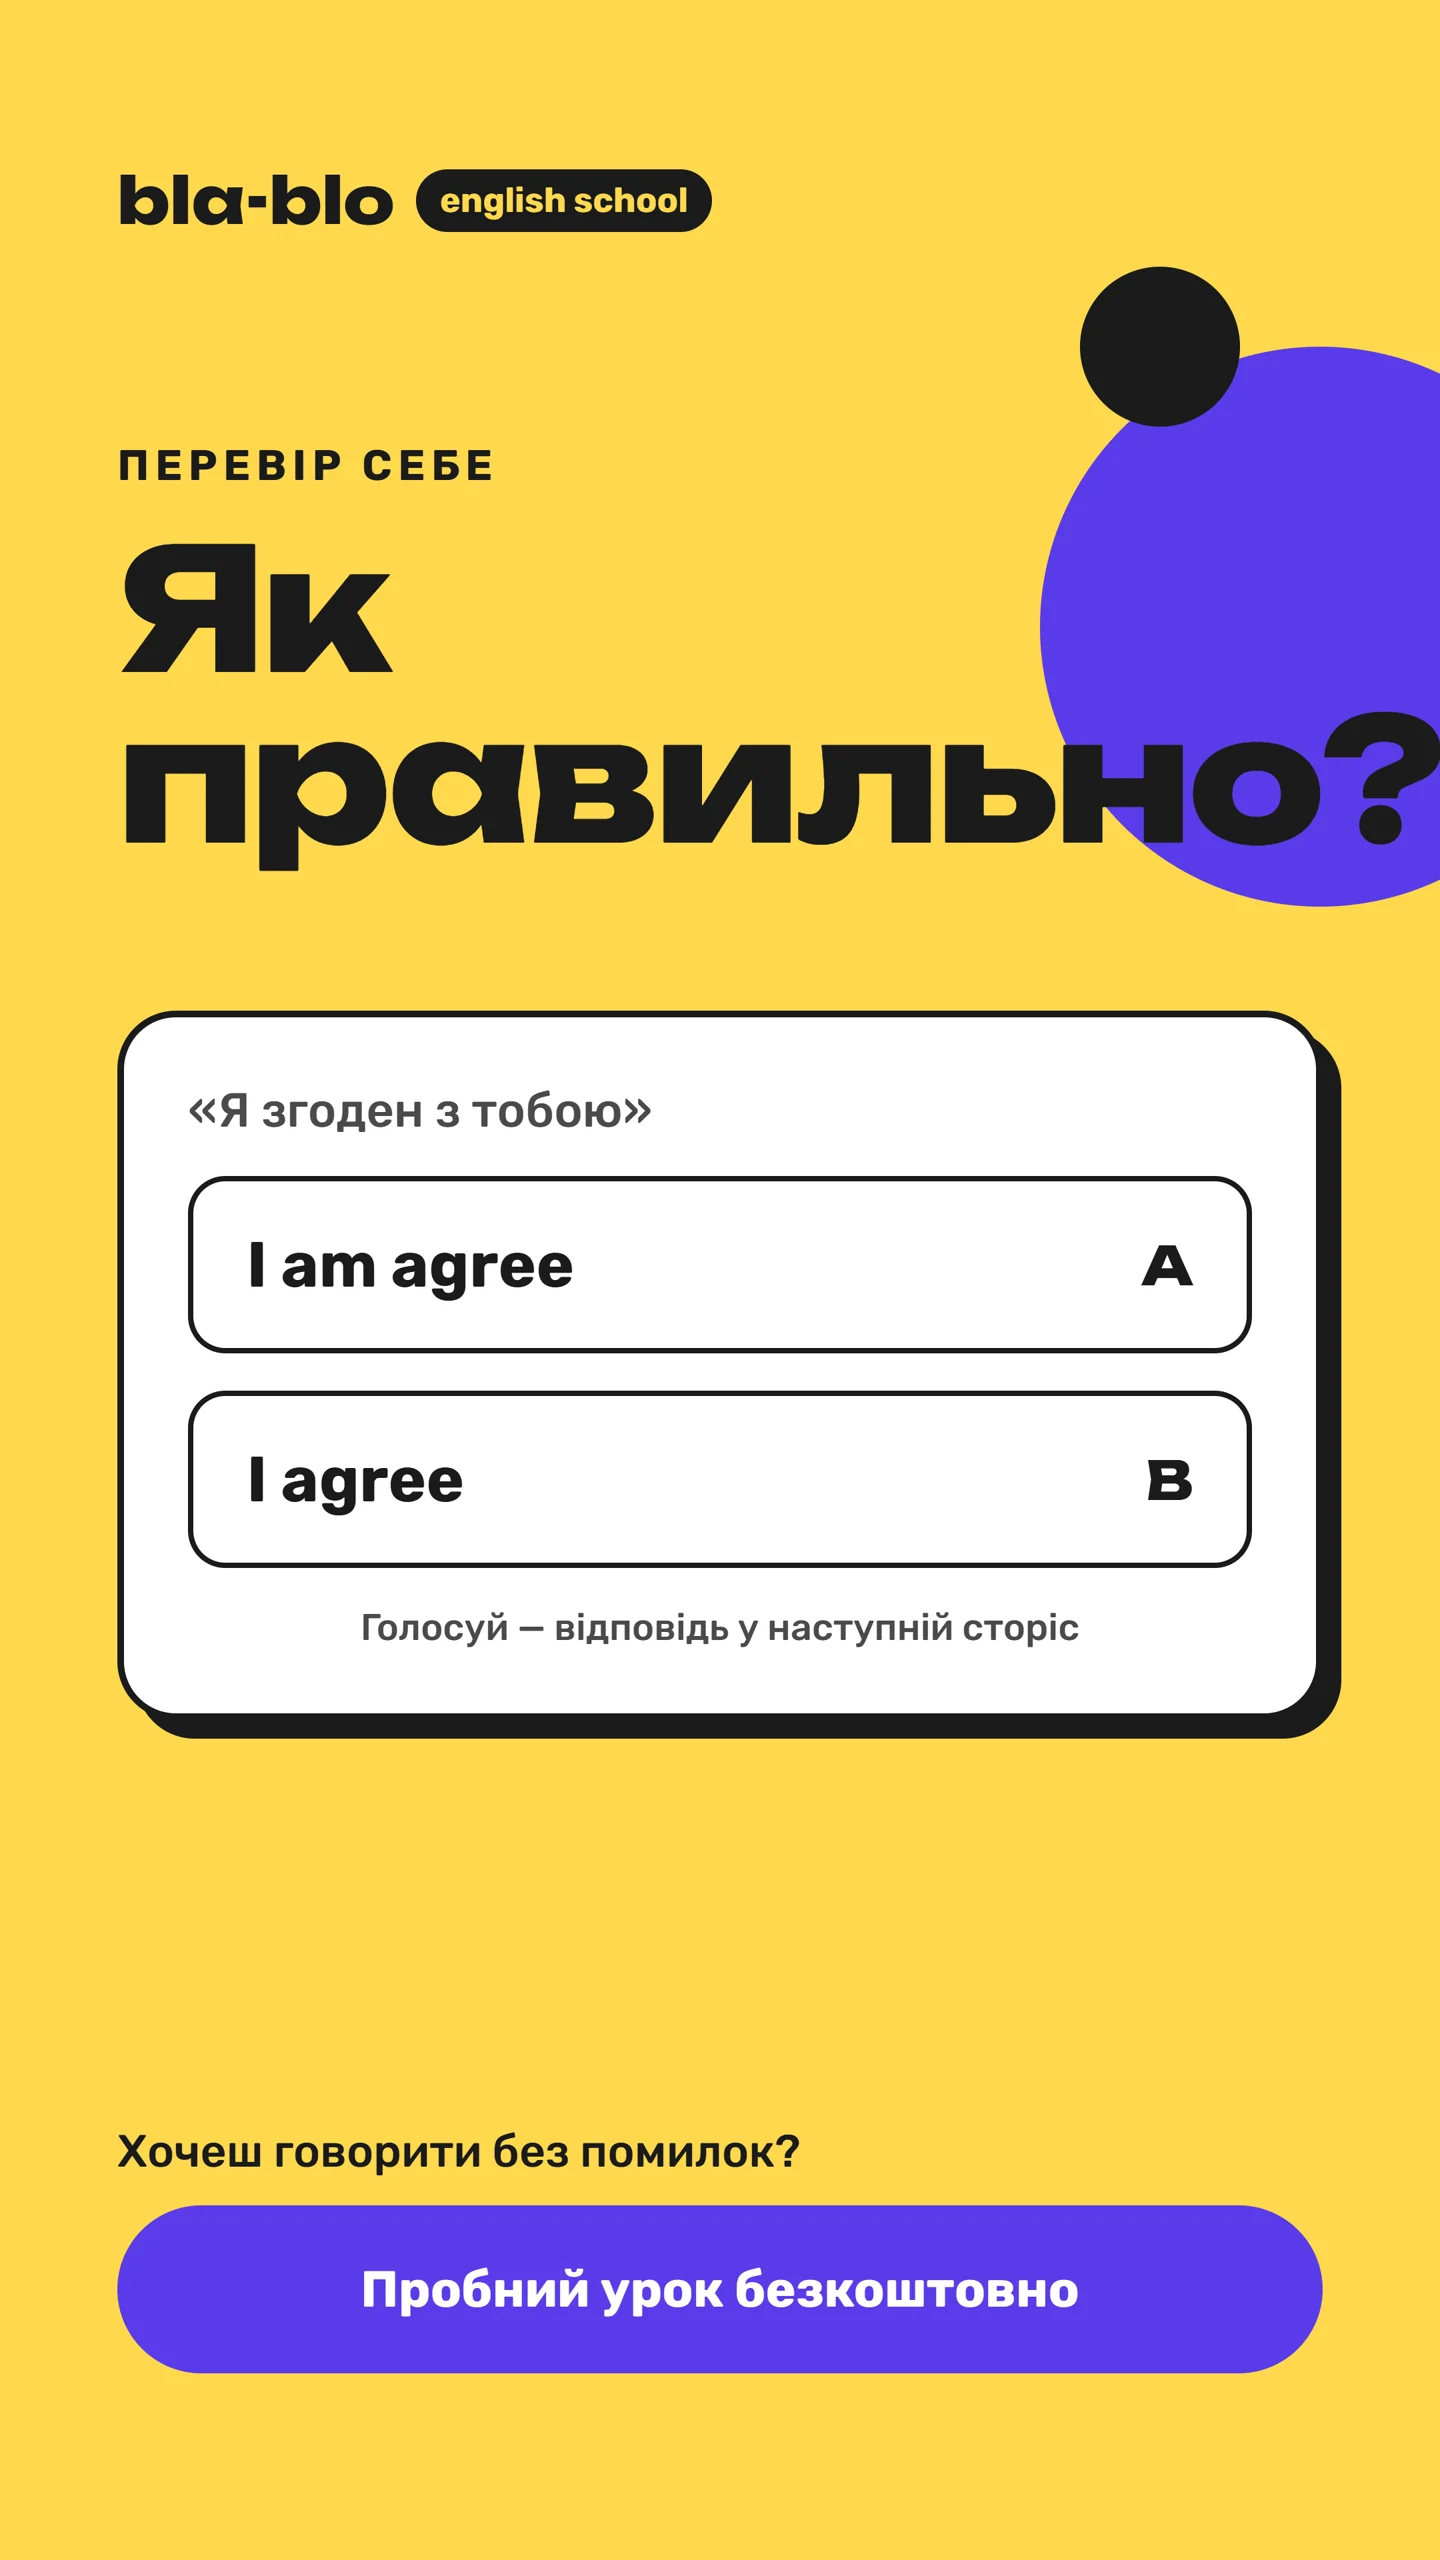 bla-blo english school
ПЕРЕВІР СЕБЕ
Як
правильно?
«Я згоден з тобою»
I am agree A
I agree B
Голосуй — відповідь у наступній сторіс
Хочеш говорити без помилок?
Пробний урок безкоштовно